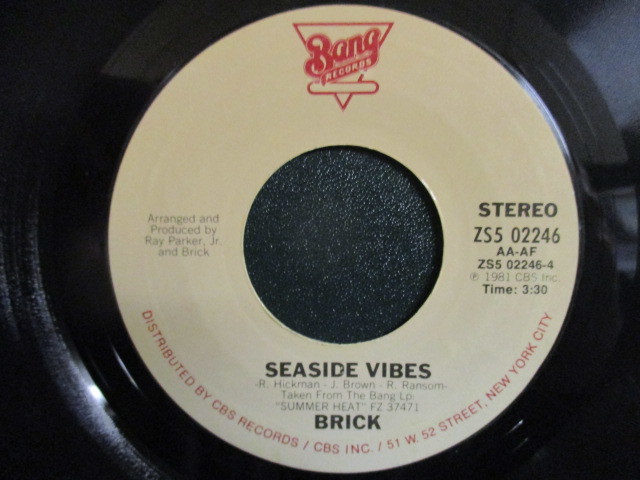 Bang
RECORDS
Arranged and
Produced by
Ray Parker, Jr.
and Brick
STEREO
ZS5 02246
AA-AF
ZS5 02246-4
℗ 1981 CBS Inc.
Time: 3:30
SEASIDE VIBES
-R. Hickman - J. Brown - R. Ransom-
Taken From The Bang Lp:
"SUMMER HEAT" FZ 37471
BRICK
DISTRIBUTED BY CBS RECORDS / CBS INC. / 51 W. 52 STREET, NEW YORK CITY